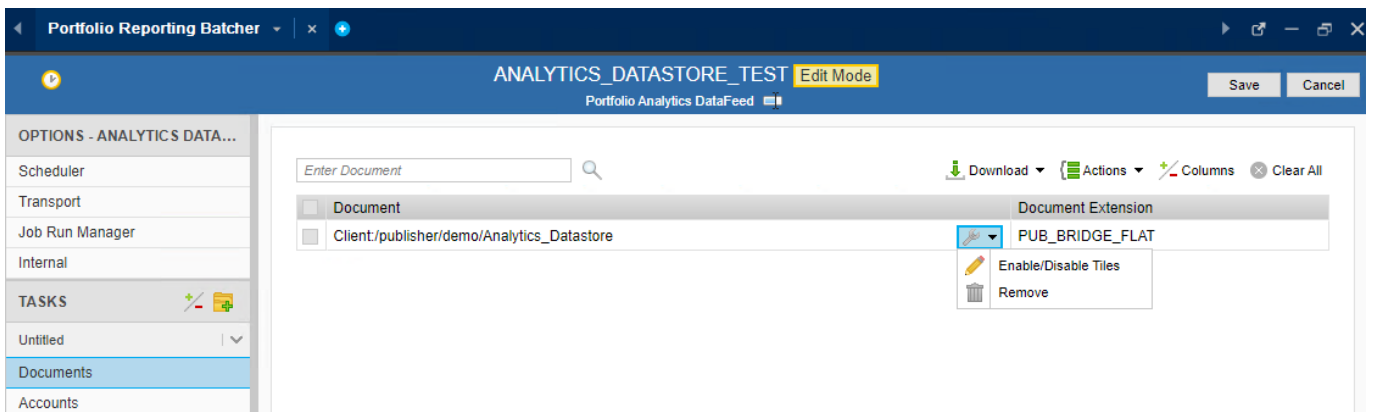 Portfolio Reporting Batcher
ANALYTICS_DATASTORE_TEST Edit Mode
Portfolio Analytics DataFeed
Save Cancel
OPTIONS - ANALYTICS DATA...
Scheduler
Transport
Job Run Manager
Internal
TASKS
Untitled
Documents
Accounts
Enter Document
Download Actions Columns Clear All
Document Document Extension
Client:/publisher/demo/Analytics_Datastore PUB_BRIDGE_FLAT
Enable/Disable Tiles
Remove